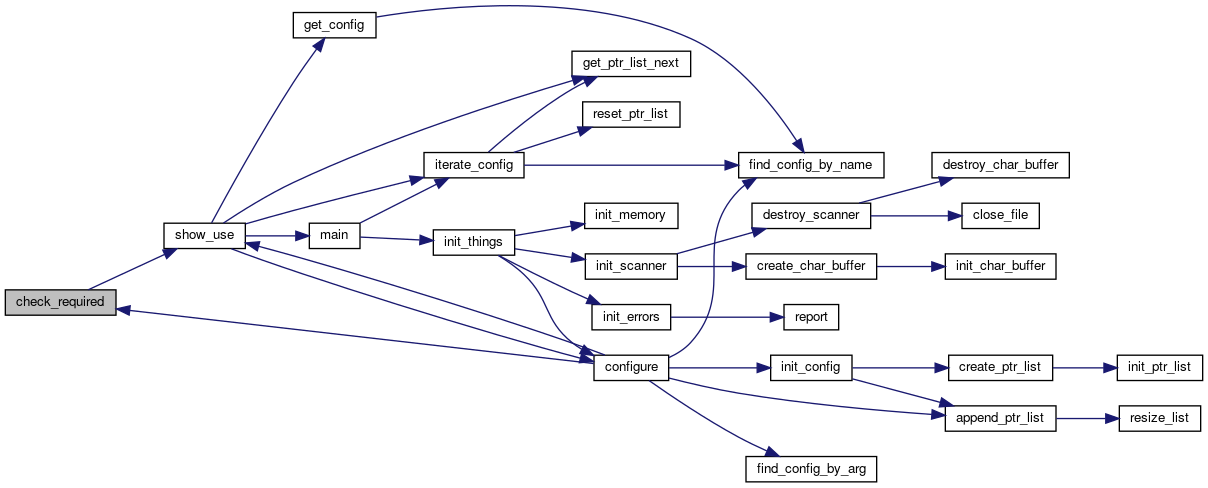 get_config
get_ptr_list_next
reset_ptr_list
iterate_config
find_config_by_name
destroy_char_buffer
show_use
main
init_things
init_memory
destroy_scanner
close_file
init_scanner
create_char_buffer
init_char_buffer
check_required
init_errors
report
configure
init_config
create_ptr_list
init_ptr_list
append_ptr_list
resize_list
find_config_by_arg